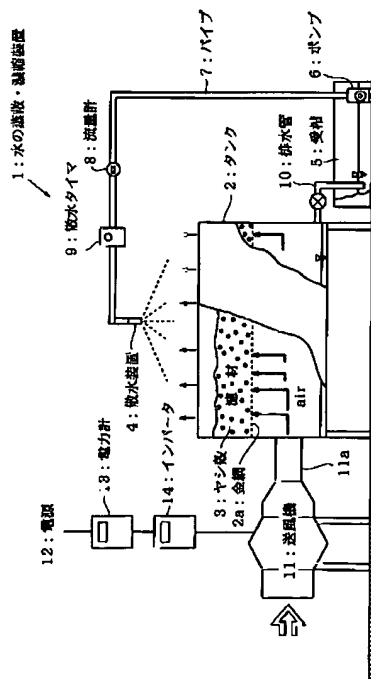 1：水の蒸散・濃縮装置
7：パイプ
8：流量計
9：散水タイマ
6：ポンプ
5：受槽
10：排水管
2：タンク
4：散水装置
濾材
air
3：ヤシ殻
2a：金網
11a
11：送風機
12：電源
13：電力計
14：インバータ